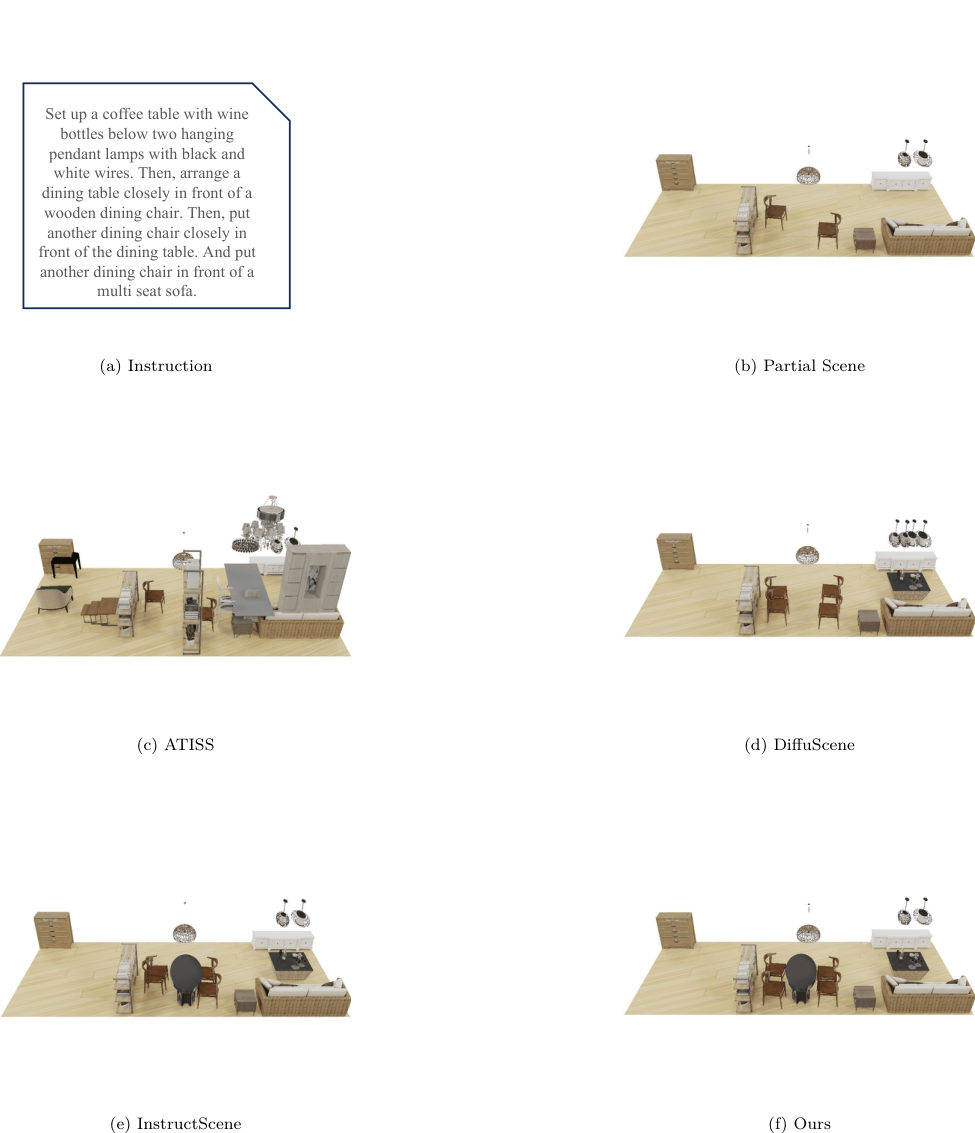 Set up a coffee table with wine
bottles below two hanging
pendant lamps with black and
white wires. Then, arrange a
dining table closely in front of a
wooden dining chair. Then, put
another dining chair closely in
front of the dining table. And put
another dining chair in front of a
multi seat sofa.
(a) Instruction
(b) Partial Scene
(c) ATISS
(d) DiffuScene
(e) InstructScene
(f) Ours